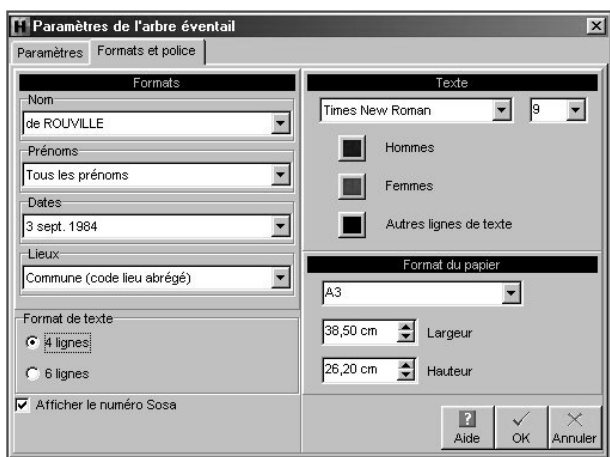 Paramètres de l'arbre éventail
Paramètres
Formats et police
Formats
Nom
de ROUVILLE
Prénoms
Tous les prénoms
Dates
3 sept. 1984
Lieux
Commune (code lieu abrégé)
Format de texte
4 lignes
6 lignes
Afficher le numéro Sosa
Texte
Times New Roman
9
Hommes
Femmes
Autres lignes de texte
Format du papier
A3
38,50 cm
Largeur
26,20 cm
Hauteur
Aide
OK
Annuler